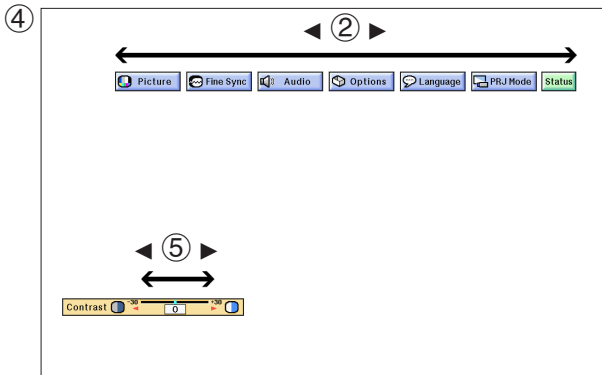 ④
◄ ② ►
Picture Fine Sync Audio Options Language PRJ Mode Status
◄ ⑤ ►
Contrast -30 0 +30